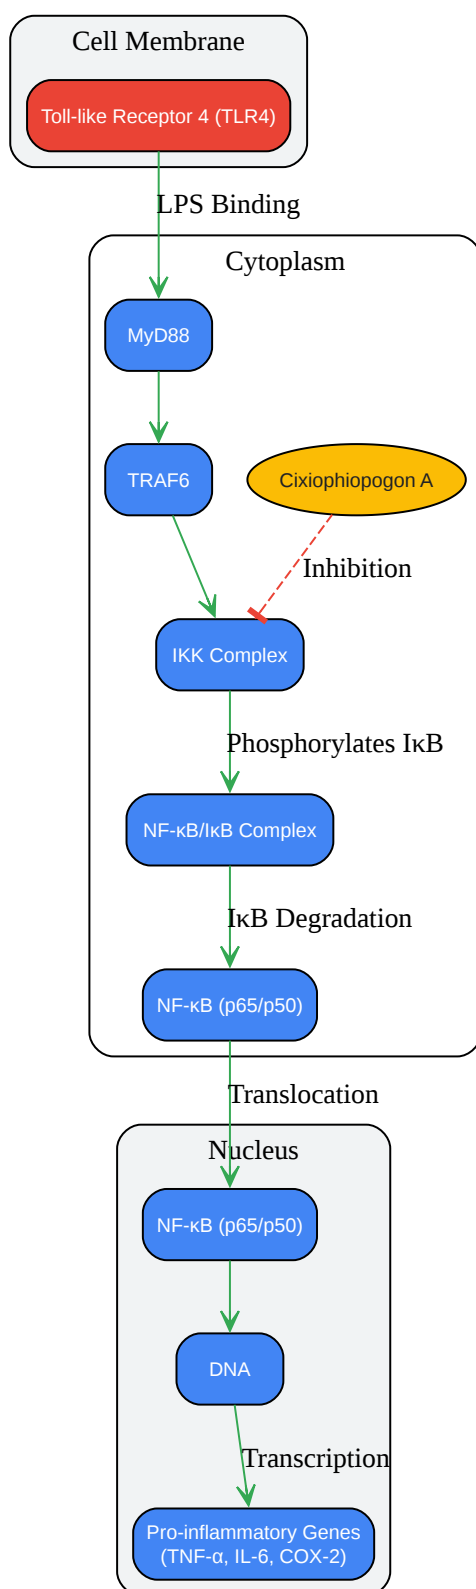 Cell Membrane
Toll-like Receptor 4 (TLR4)
LPS Binding
Cytoplasm
MyD88
TRAF6
Cixiophiopogon A
Inhibition
IKK Complex
Phosphorylates IκB
NF-κB/IκB Complex
IκB Degradation
NF-κB (p65/p50)
Translocation
Nucleus
NF-κB (p65/p50)
DNA
Transcription
Pro-inflammatory Genes
(TNF-α, IL-6, COX-2)